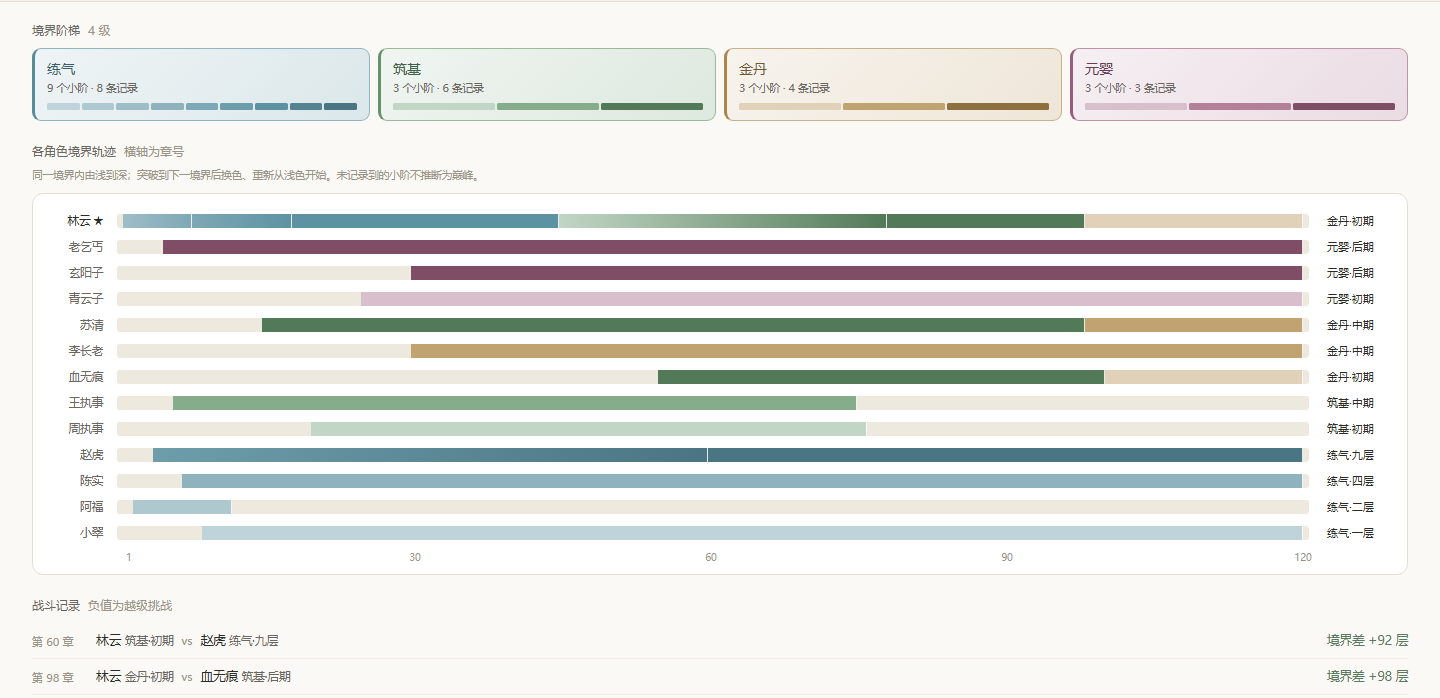 境界阶梯 4 级
练气
9 个小阶 · 8 条记录
筑基
3 个小阶 · 6 条记录
金丹
3 个小阶 · 4 条记录
元婴
3 个小阶 · 3 条记录
各角色境界轨迹 横轴为章号
同一境界内由浅到深；突破到下一境界后换色、重新从浅色开始。未记录到的小阶不推断为巅峰。
林云 ★ 金丹·初期
老乞丐 元婴·后期
玄阳子 元婴·后期
青云子 元婴·初期
苏清 金丹·中期
李长老 金丹·中期
血无痕 金丹·初期
王执事 筑基·中期
周执事 筑基·初期
赵虎 练气·九层
陈实 练气·四层
阿福 练气·二层
小翠 练气·一层
1 30 60 90 120
战斗记录 负值为越级挑战
第 60 章 林云 筑基·初期 vs 赵虎 练气·九层 境界差 +92 层
第 98 章 林云 金丹·初期 vs 血无痕 筑基·后期 境界差 +98 层